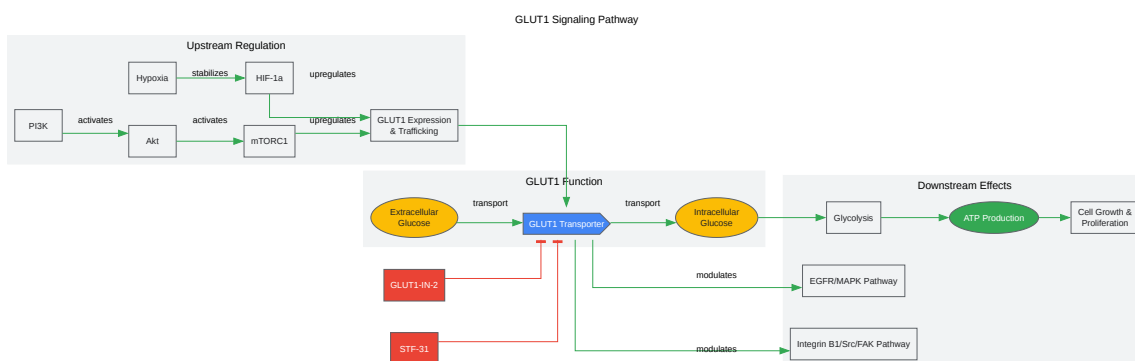 GLUT1 Signaling Pathway
Upstream Regulation
Hypoxia
stabilizes
HIF-1a
upregulates
PI3K
activates
Akt
activates
mTORC1
upregulates
GLUT1 Expression
& Trafficking
GLUT1 Function
Extracellular
Glucose
transport
GLUT1 Transporter
transport
Intracellular
Glucose
Downstream Effects
Glycolysis
ATP Production
Cell Growth &
Proliferation
GLUT1-IN-2
modulates
EGFR/MAPK Pathway
STF-31
modulates
Integrin B1/Src/FAK Pathway